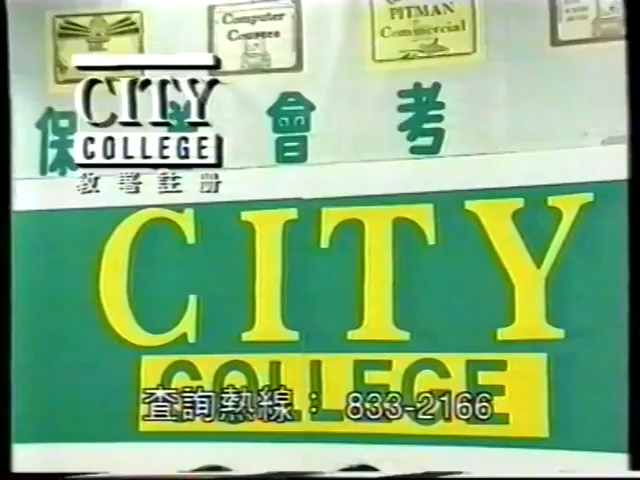 Computer
Courses
PITMAN
Commercial
CITY
COLLEGE
教署註冊
保 會考
CITY
COLLEGE
查詢熱線： 833-2166